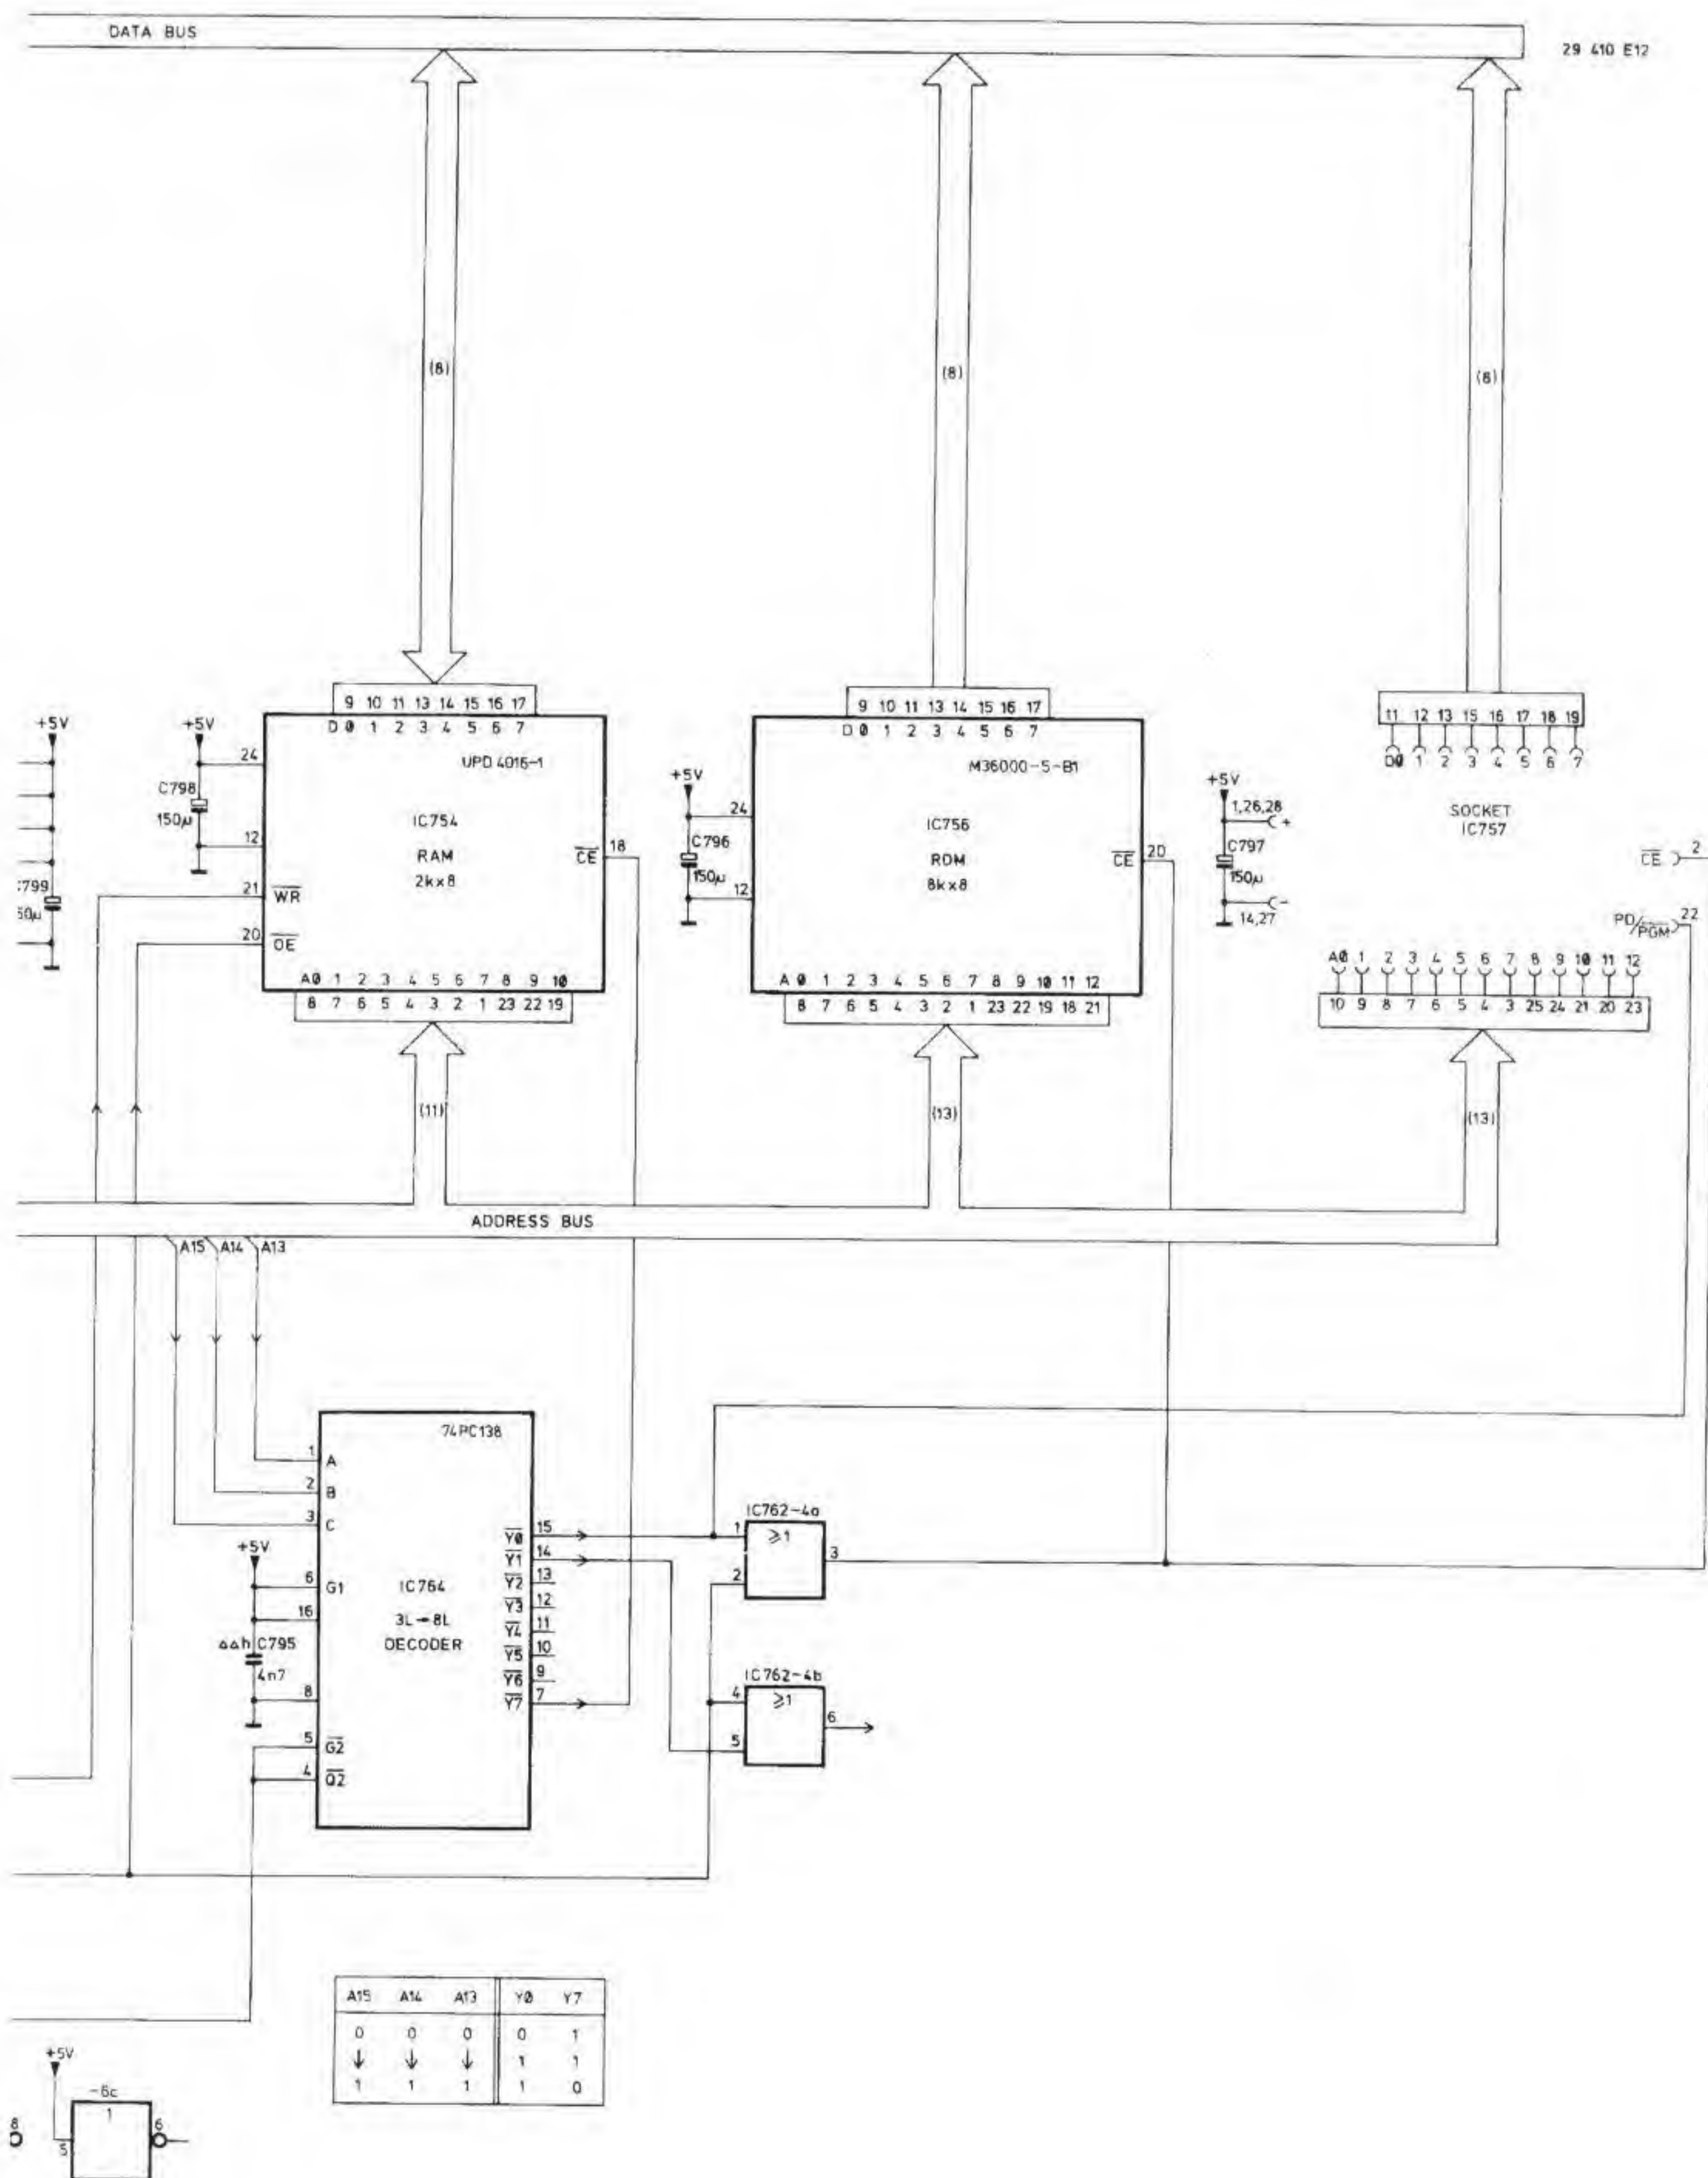 DATA BUS
29 410 E12
(8)
(8)
(8)
9 10 11 13 14 15 16 17
D 0 1 2 3 4 5 6 7
UPD 4016-1
IC754
RAM
2kx8
CE 18
+5V
24
C798
150µ
12
21 WR
20 OE
A0 1 2 3 4 5 6 7 8 9 10
8 7 6 5 4 3 2 1 23 22 19
+5V
9 10 11 13 14 15 16 17
D 0 1 2 3 4 5 6 7
M36000-5-B1
IC756
ROM
8kx8
CE 20
+5V
24
C796
150µ
12
A 0 1 2 3 4 5 6 7 8 9 10 11 12
8 7 6 5 4 3 2 1 23 22 19 18 21
+5V
1,26,28
+
C797
150µ
-
14,27
11 12 13 15 16 17 18 19
D0 1 2 3 4 5 6 7
SOCKET
IC757
CE 2
PD/PGM 22
A0 1 2 3 4 5 6 7 8 9 10 11 12
10 9 8 7 6 5 4 3 25 24 21 20 23
(11)
(13)
(13)
ADDRESS BUS
A15 A14 A13
74PC138
1 A
2 B
3 C
+5V
6 G1
16
C795
4n7
8
5 G2
4 Q2
IC764
3L→8L
DECODER
Y0 15
Y1 14
Y2 13
Y3 12
Y4 11
Y5 10
Y6 9
Y7 7
IC762-4a
1 ≥1
2
3
IC762-4b
4 ≥1
5
6
A15 A14 A13 Y0 Y7
0 0 0 0 1
↓ ↓ ↓ 1 1
1 1 1 1 0
+5V
-6c
1
8
5
6